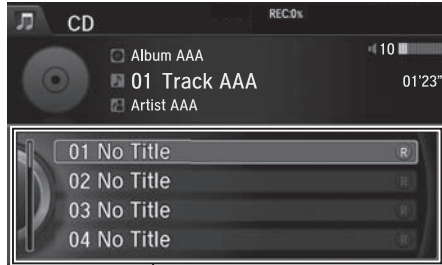 CD
REC:0%
Album AAA
10
01 Track AAA
01'23"
Artist AAA
01 No Title
R
02 No Title
R
03 No Title
R
04 No Title
R